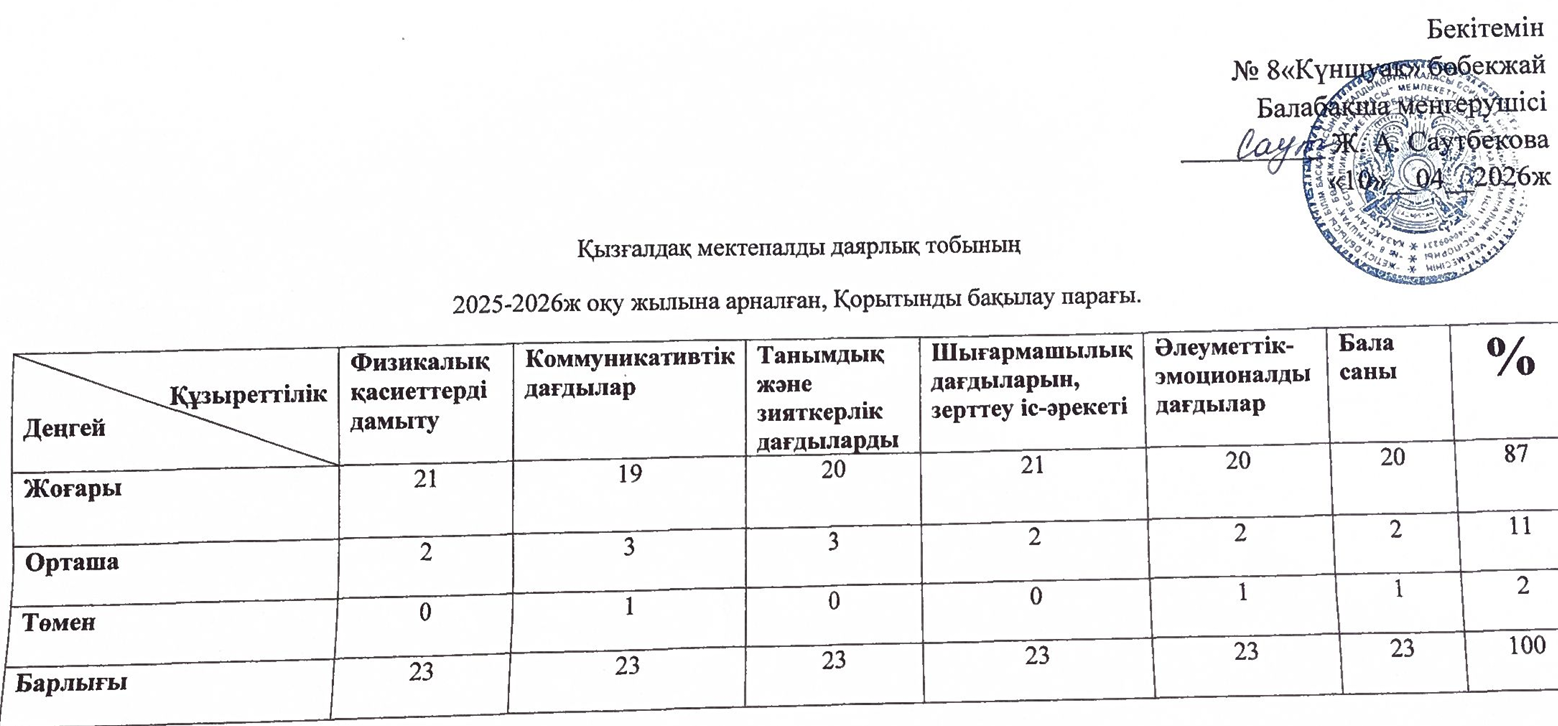 Бекітемін
№ 8«Күншуақ» бөбекжай
Балабақша меңгерушісі
Ж. А. Саутбекова
«10» 04 2026ж
Қызғалдақ мектепалды даярлық тобының
2025-2026ж оқу жылына арналған, Қорытынды бақылау парағы.
Құзыреттілік
Деңгей
Физикалық қасиеттерді дамыту
Коммуникативтік дағдылар
Танымдық және зияткерлік дағдыларды
Шығармашылық дағдыларын, зерттеу іс-әрекеті
Әлеуметтік-эмоционалды дағдылар
Бала саны
%
Жоғары 21 19 20 21 20 20 87
Орташа 2 3 3 2 2 2 11
Төмен 0 1 0 0 1 1 2
Барлығы 23 23 23 23 23 23 100